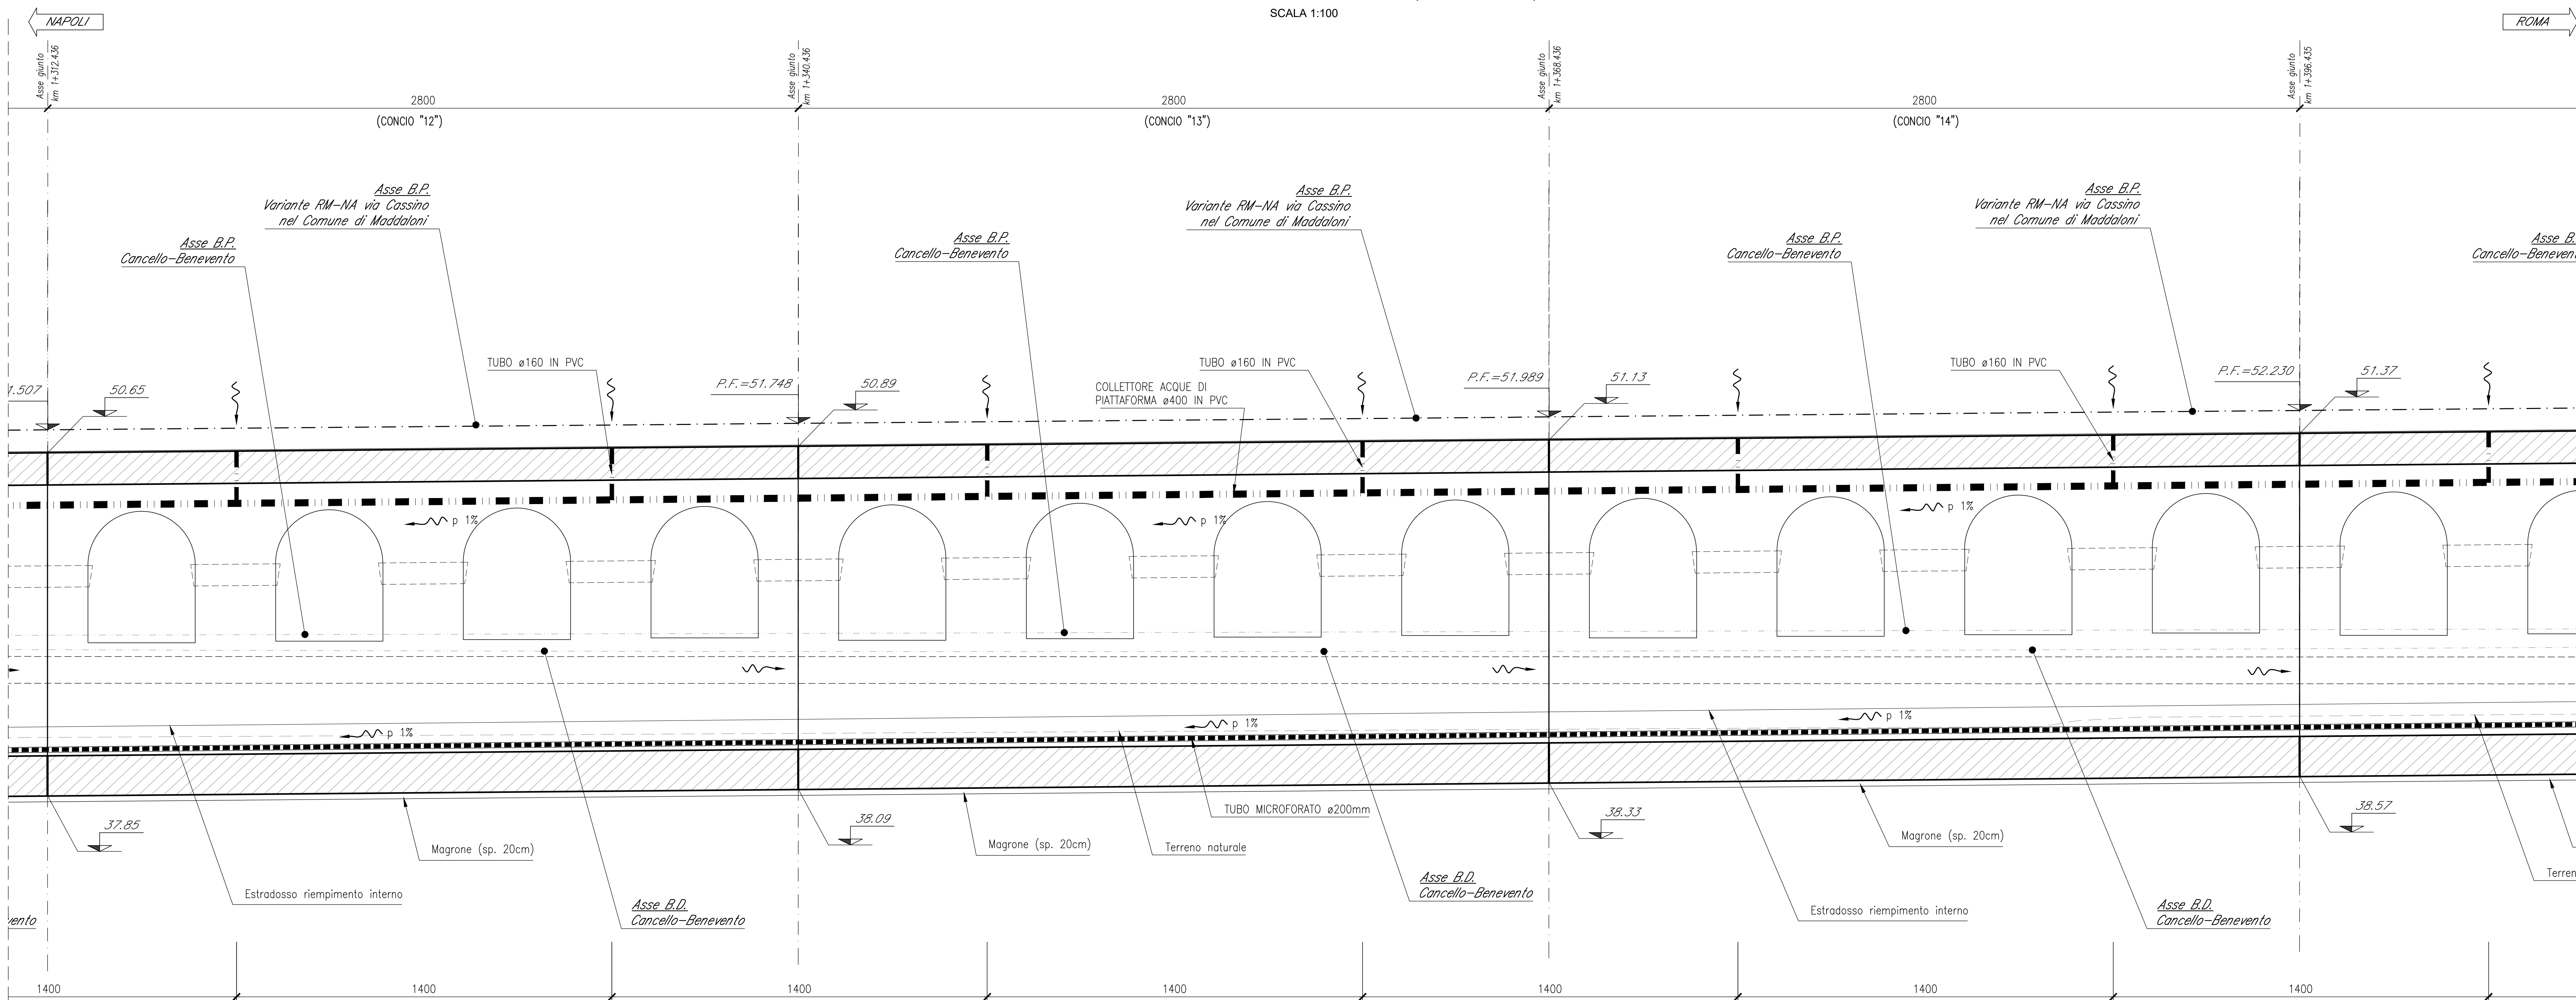 SCALA 1:100
NAPOLI
ROMA
Asse giunto
km 1+312.436
Asse giunto
km 1+340.436
Asse giunto
km 1+368.436
Asse giunto
km 1+396.435
2800
2800
2800
(CONCIO "12")
(CONCIO "13")
(CONCIO "14")
Asse B.P.
Variante RM-NA via Cassino
nel Comune di Maddaloni
Asse B.P.
Variante RM-NA via Cassino
nel Comune di Maddaloni
Asse B.P.
Variante RM-NA via Cassino
nel Comune di Maddaloni
Asse B.P.
Cancello-Benevento
Asse B.P.
Cancello-Benevento
Asse B.P.
Cancello-Benevento
Asse B.
Cancello-Benevent
TUBO ø160 IN PVC
TUBO ø160 IN PVC
TUBO ø160 IN PVC
COLLETTORE ACQUE DI
PIATTAFORMA ø400 IN PVC
1.507
50.65
P.F.=51.748
50.89
P.F.=51.989
51.13
P.F.=52.230
51.37
p 1%
p 1%
p 1%
p 1%
p 1%
p 1%
37.85
38.09
38.33
38.57
Magrone (sp. 20cm)
Magrone (sp. 20cm)
Magrone (sp. 20cm)
TUBO MICROFORATO ø200mm
Terreno naturale
Terren
Estradosso riempimento interno
Estradosso riempimento interno
vento
Asse B.D.
Cancello-Benevento
Asse B.D.
Cancello-Benevento
Asse B.D.
Cancello-Benevento
1400
1400
1400
1400
1400
1400
1400